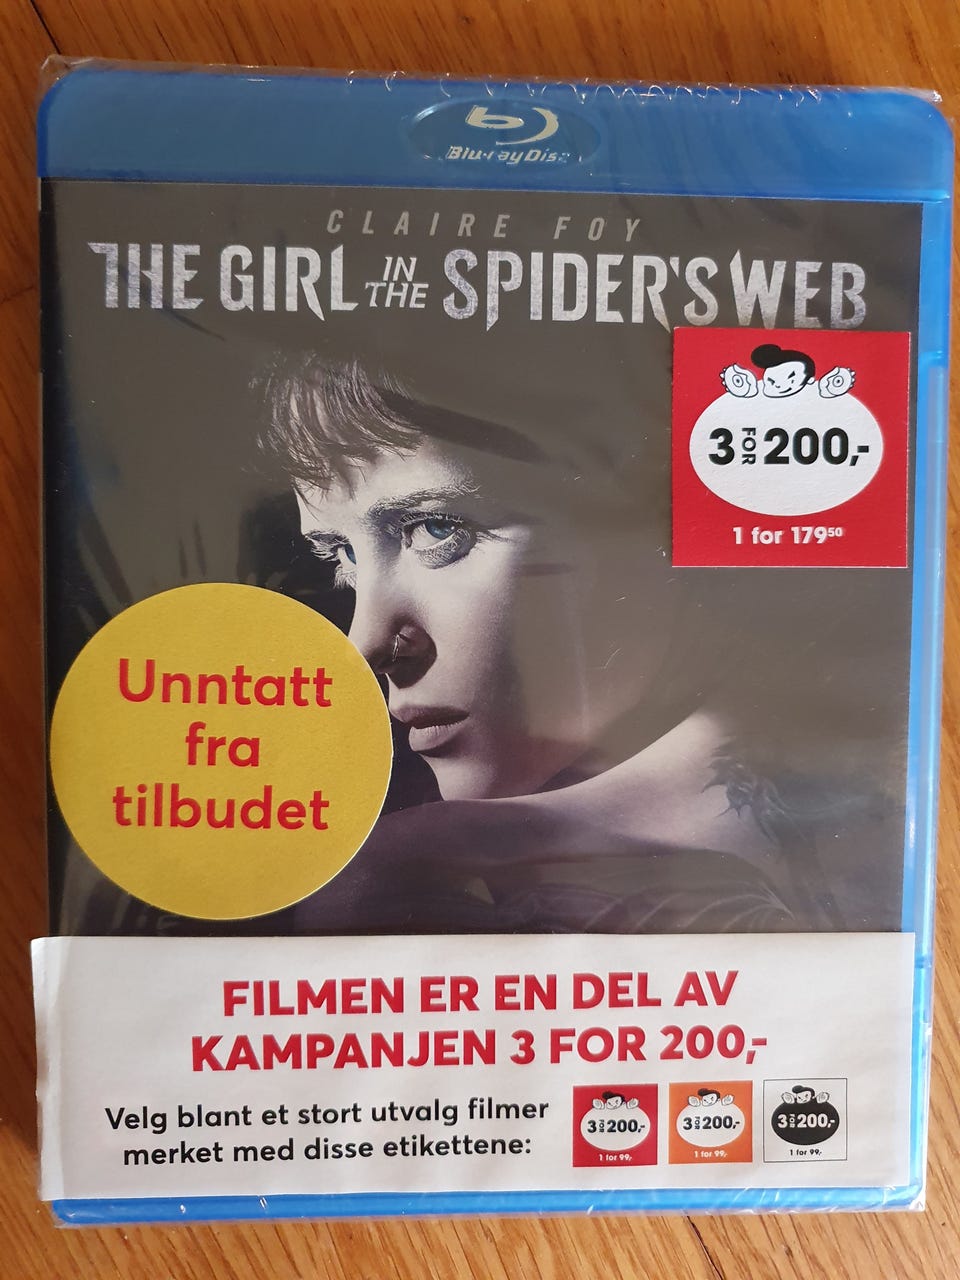 Blu-ray Disc
CLAIRE FOY
THE GIRL IN THE SPIDER'S WEB
3 FOR 200,-
1 for 179⁵⁰
Unntatt
fra
tilbudet
FILMEN ER EN DEL AV
KAMPANJEN 3 FOR 200,-
Velg blant et stort utvalg filmer
merket med disse etikettene:
3 FOR 200,- 3 FOR 200,- 3 FOR 200,-
1 for 99,- 1 for 99,- 1 for 99,-